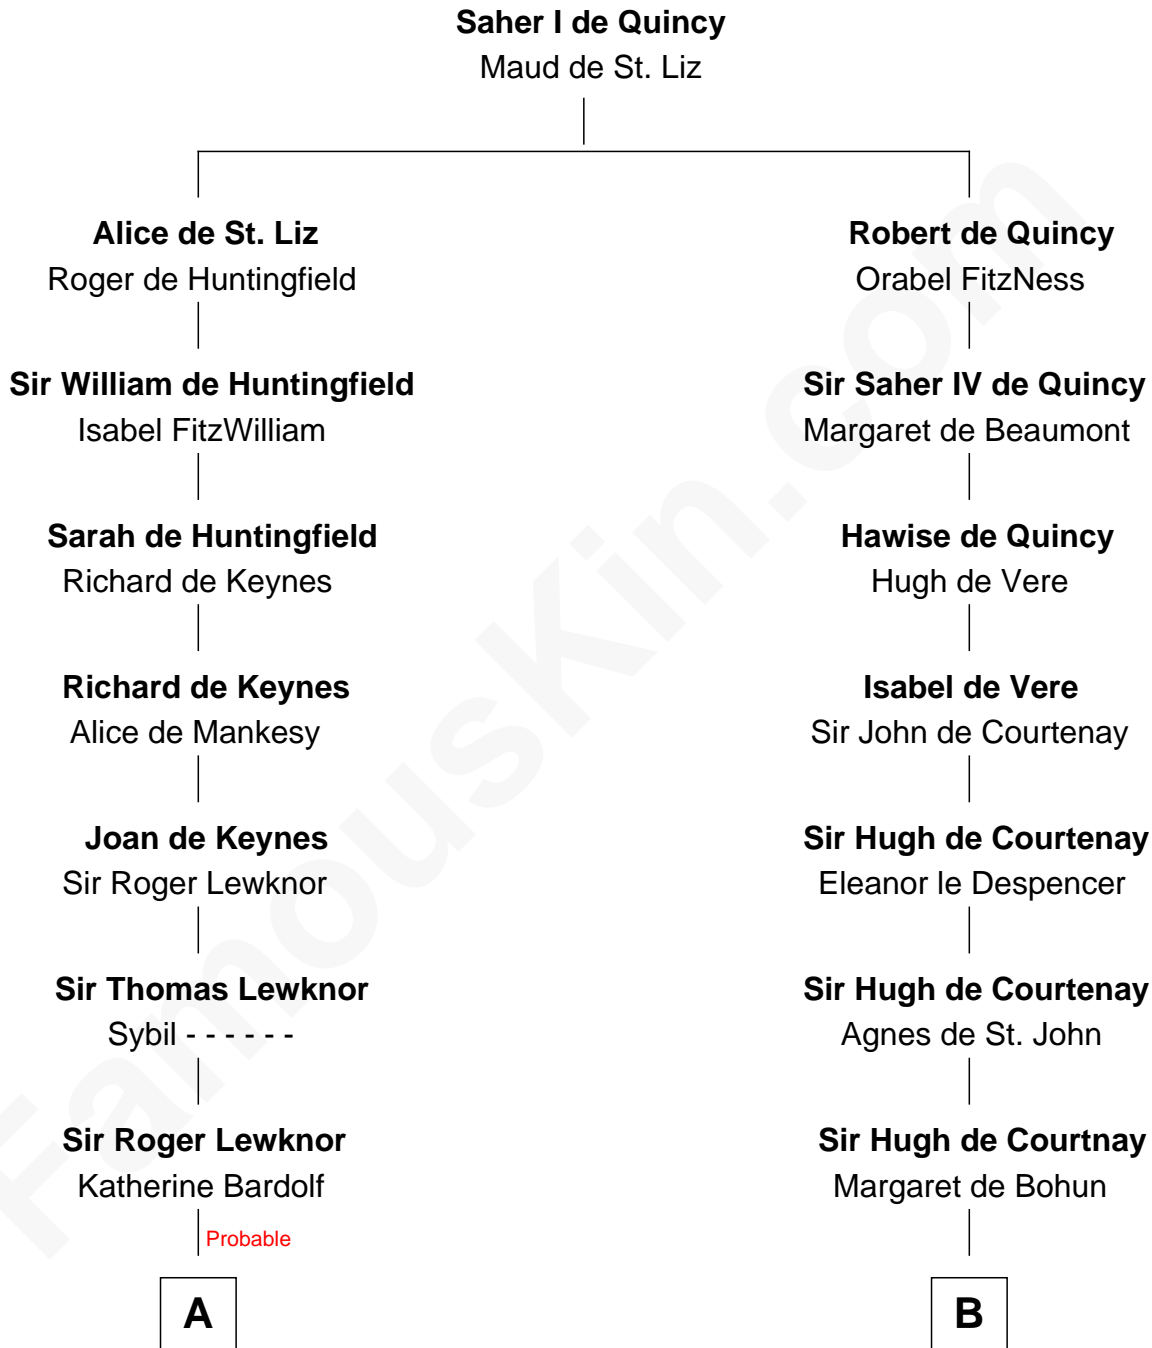 Saher I de Quincy
Maud de St. Liz
Alice de St. Liz
Roger de Huntingfield
Robert de Quincy
Orabel FitzNess
Sir William de Huntingfield
Isabel FitzWilliam
Sir Saher IV de Quincy
Margaret de Beaumont
Sarah de Huntingfield
Richard de Keynes
Hawise de Quincy
Hugh de Vere
Richard de Keynes
Alice de Mankesy
Isabel de Vere
Sir John de Courtenay
Joan de Keynes
Sir Roger Lewknor
Sir Hugh de Courtenay
Eleanor le Despencer
Sir Thomas Lewknor
Sybil - - - - - -
Sir Hugh de Courtenay
Agnes de St. John
Sir Roger Lewknor
Katherine Bardolf
Sir Hugh de Courtnay
Margaret de Bohun
Probable
A
B
FamousKin.com